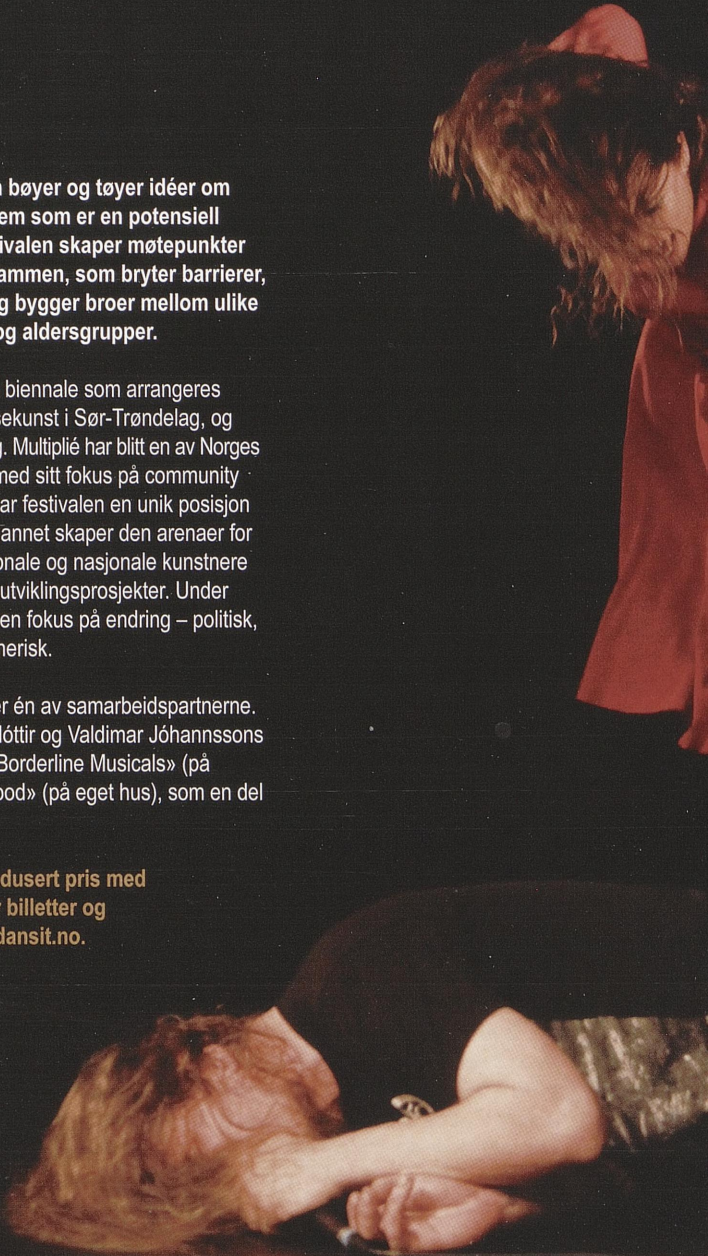 n bøyer og tøyer idéer om
em som er en potensiell
ivalen skaper møtepunkter
ammen, som bryter barrierer,
g bygger broer mellom ulike
og aldersgrupper.
biennale som arrangeres
sekunst i Sør-Trøndelag, og
g. Multiplié har blitt en av Norges
med sitt fokus på community
ar festivalen en unik posisjon
annet skaper den arenaer for
onale og nasjonale kunstnere
utviklingsprosjekter. Under
en fokus på endring – politisk,
nerisk.
er én av samarbeidspartnerne.
dóttir og Valdimar Jóhannssons
Borderline Musicals» (på
ood» (på eget hus), som en del
dusert pris med
r billetter og
dansit.no.